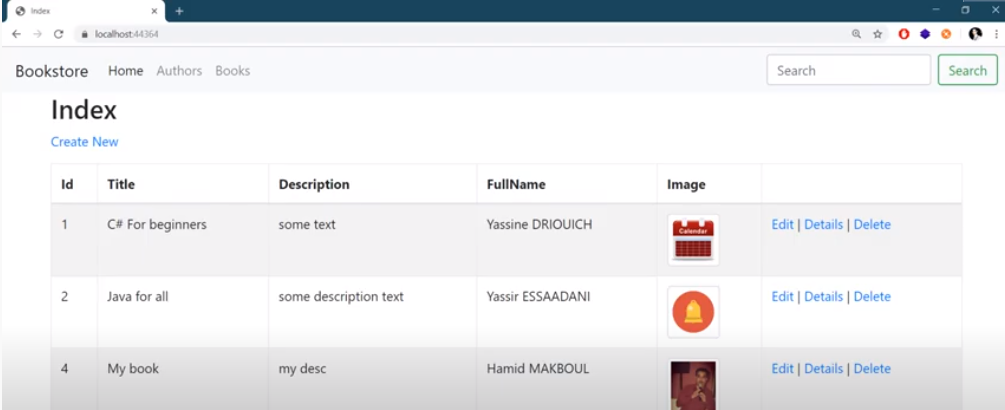 Index
localhost:44364
Bookstore Home Authors Books Search Search
Index
Create New
Id Title Description FullName Image
1 C# For beginners some text Yassine DRIOUICH Calendar Edit | Details | Delete
2 Java for all some description text Yassir ESSAADANI Edit | Details | Delete
4 My book my desc Hamid MAKBOUL Edit | Details | Delete